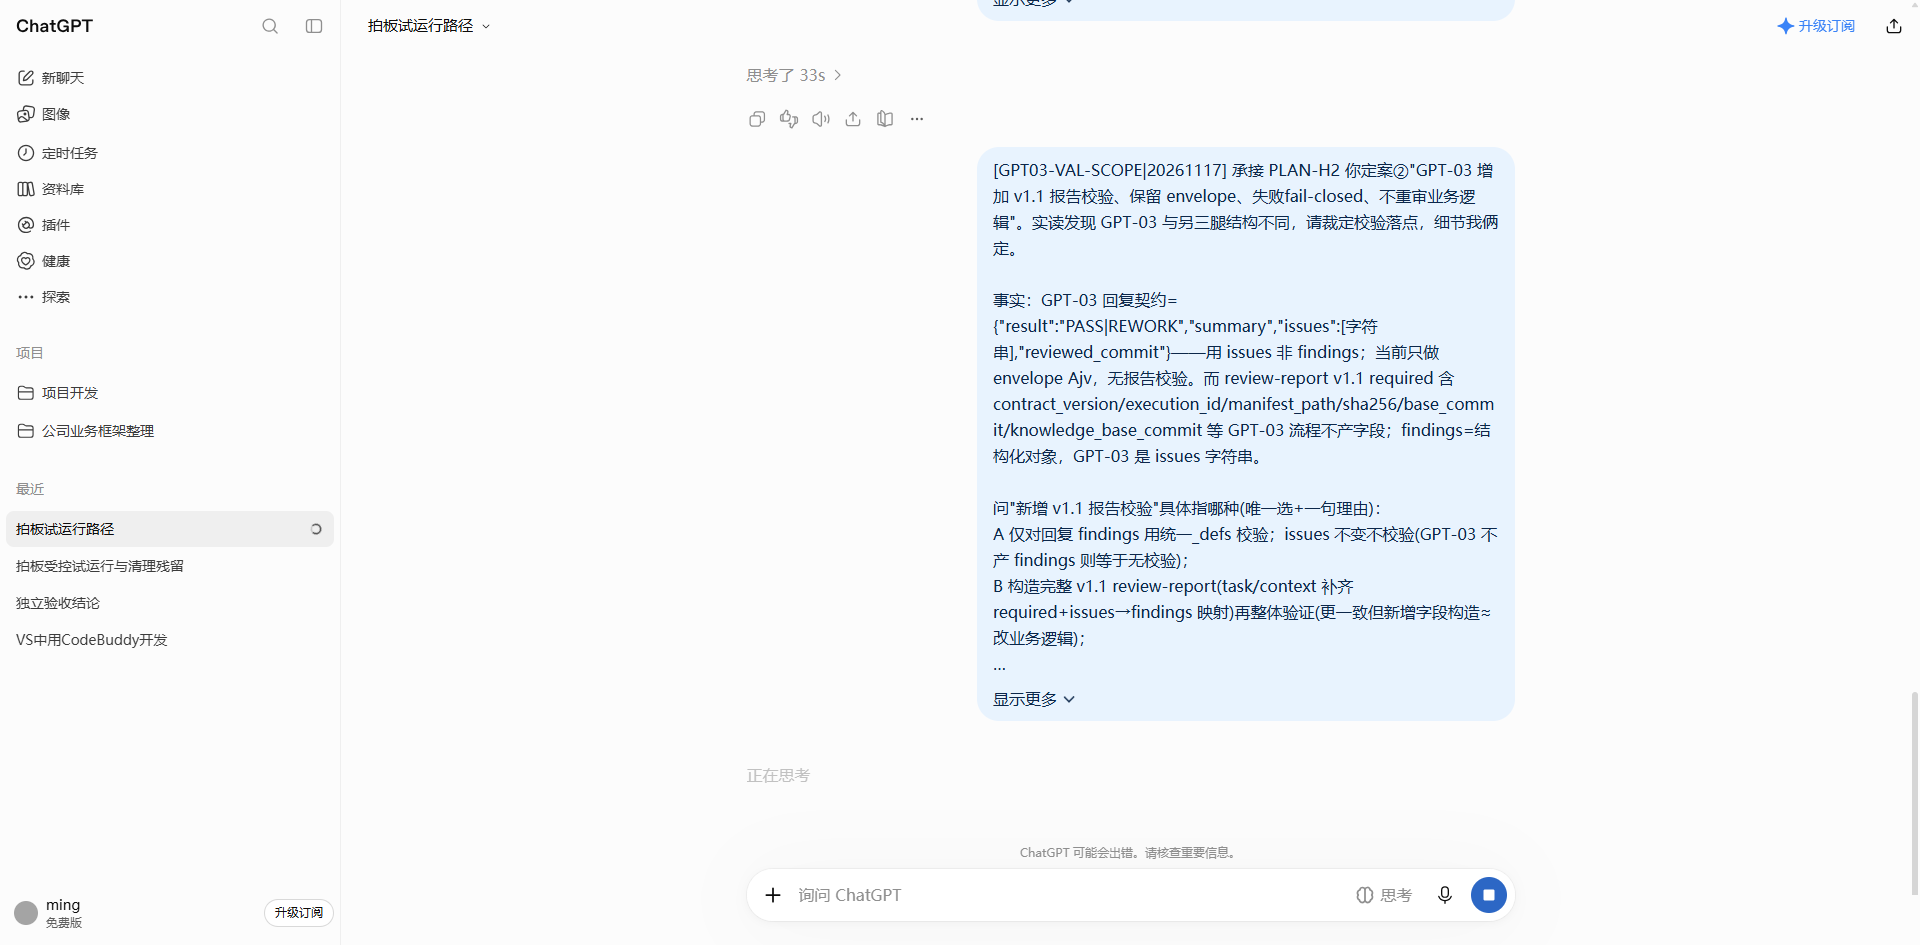 ChatGPT
新聊天
图像
定时任务
资料库
插件
健康
探索
项目
项目开发
公司业务框架整理
最近
拍板试运行路径
拍板受控试运行与清理残留
独立验收结论
VS中用CodeBuddy开发
ming
免费版
升级订阅
拍板试运行路径
升级订阅
显示更多
思考了 33s
[GPT03-VAL-SCOPE|20261117] 承接 PLAN-H2 你定案②"GPT-03 增
加 v1.1 报告校验、保留 envelope、失败fail-closed、不重审业务逻
辑"。实读发现 GPT-03 与另三腿结构不同，请裁定校验落点，细节我俩
定。
事实：GPT-03 回复契约=
{"result":"PASS|REWORK","summary","issues":[字符
串],"reviewed_commit"}——用 issues 非 findings；当前只做
envelope Ajv，无报告校验。而 review-report v1.1 required 含
contract_version/execution_id/manifest_path/sha256/base_comm
it/knowledge_base_commit 等 GPT-03 流程不产字段；findings=结
构化对象，GPT-03 是 issues 字符串。
问"新增 v1.1 报告校验"具体指哪种(唯一选+一句理由)：
A 仅对回复 findings 用统一_defs 校验；issues 不变不校验(GPT-03 不
产 findings 则等于无校验)；
B 构造完整 v1.1 review-report(task/context 补齐
required+issues→findings 映射)再整体验证(更一致但新增字段构造≈
改业务逻辑)；
...
显示更多
正在思考
ChatGPT 可能会出错。请核查重要信息。
询问 ChatGPT
思考